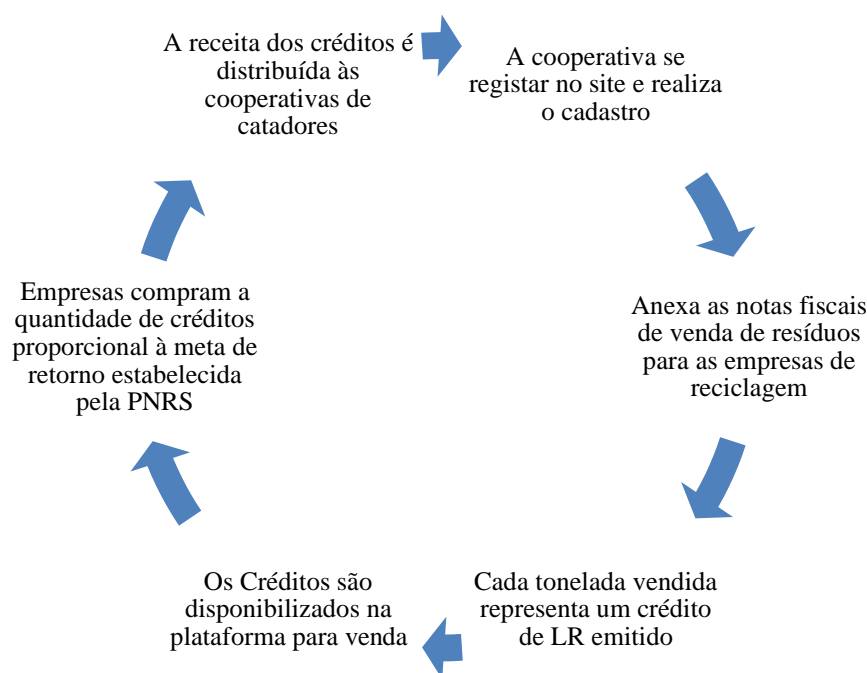 A receita dos créditos é
distribuída às
cooperativas de
catadores
A cooperativa se
registar no site e realiza
o cadastro
Anexa as notas fiscais
de venda de resíduos
para as empresas de
reciclagem
Cada tonelada vendida
representa um crédito
de LR emitido
Os Créditos são
disponibilizados na
plataforma para venda
Empresas compram a
quantidade de créditos
proporcional à meta de
retorno estabelecida
pela PNRS